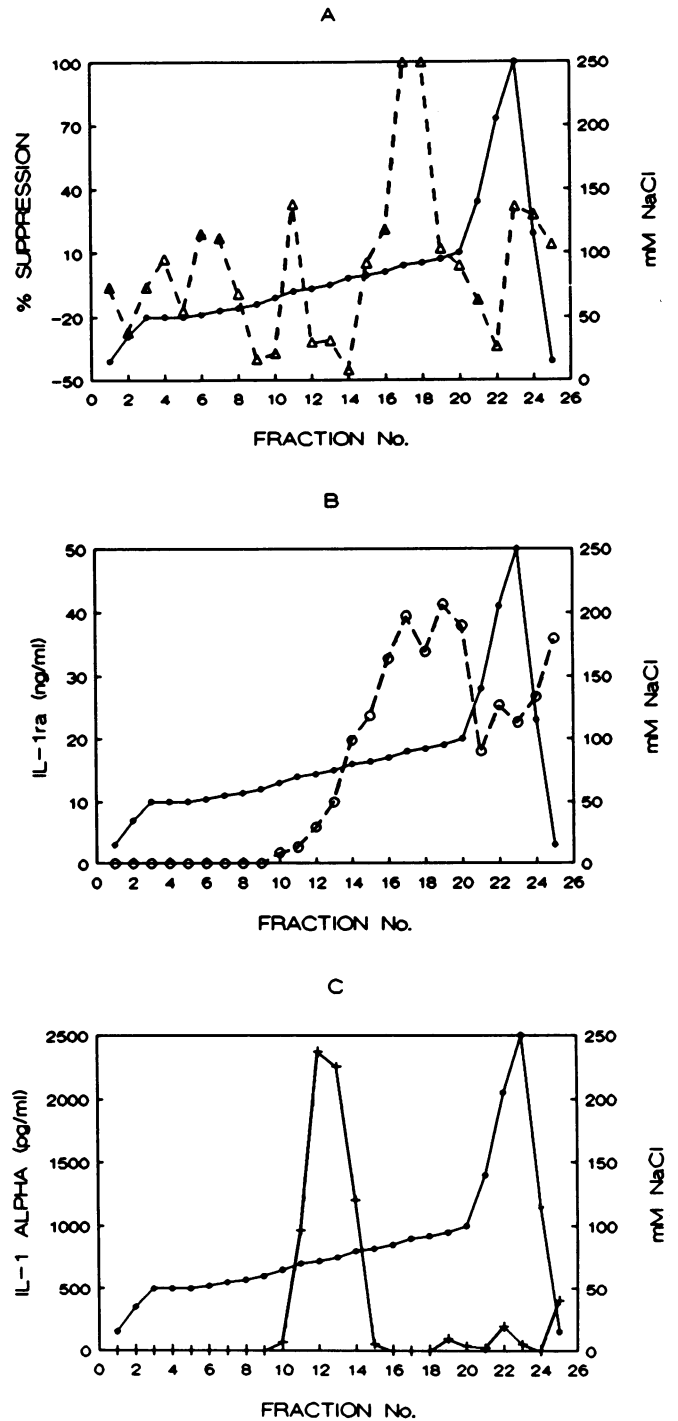 A
% SUPPRESSION
100
70
40
10
−20
−50
250
200
150
100
50
0
mM NaCl
0 2 4 6 8 10 12 14 16 18 20 22 24 26
FRACTION No.
B
IL−1ra (ng/ml)
50
40
30
20
10
0
250
200
150
100
50
0
mM NaCl
0 2 4 6 8 10 12 14 16 18 20 22 24 26
FRACTION No.
C
IL−1 ALPHA (pg/ml)
2500
2000
1500
1000
500
0
250
200
150
100
50
0
mM NaCl
0 2 4 6 8 10 12 14 16 18 20 22 24 26
FRACTION No.